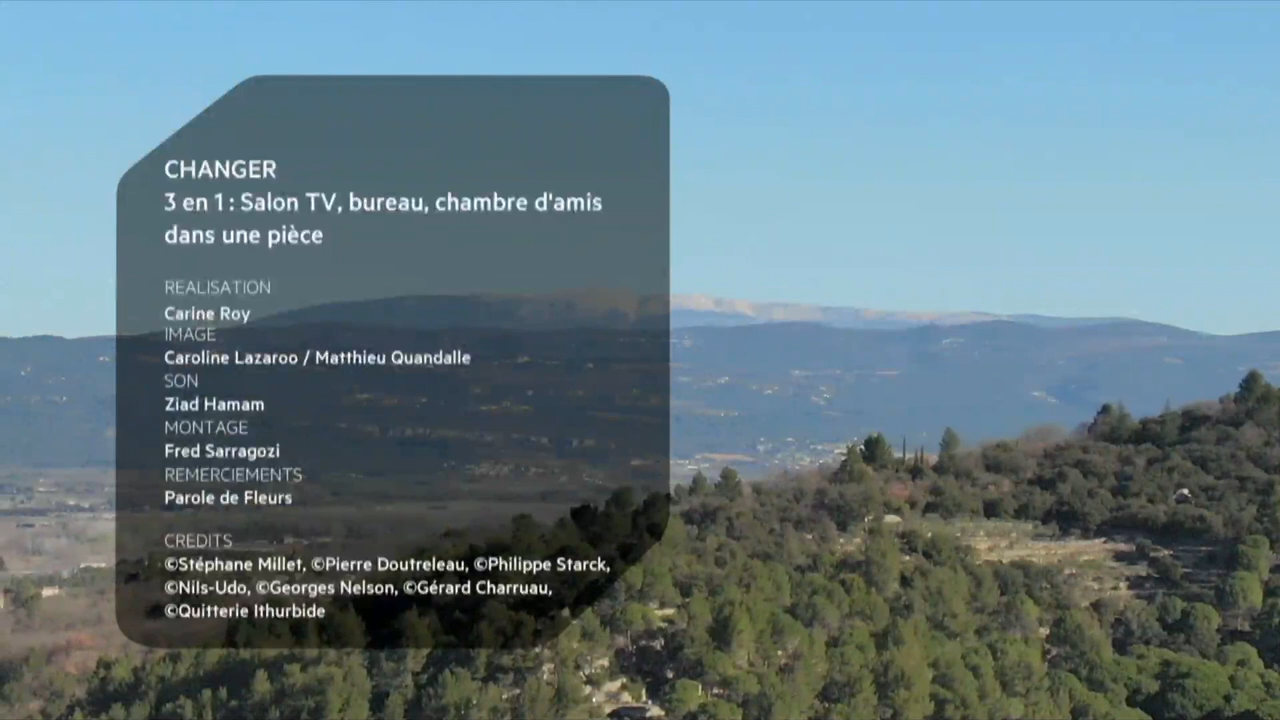 CHANGER
3 en 1 : Salon TV, bureau, chambre d'amis
dans une pièce
REALISATION
Carine Roy
IMAGE
Caroline Lazaroo / Matthieu Quandalle
SON
Ziad Hamam
MONTAGE
Fred Sarragozi
REMERCIEMENTS
Parole de Fleurs
CREDITS
©Stéphane Millet, ©Pierre Doutreleau, ©Philippe Starck,
©Nils-Udo, ©Georges Nelson, ©Gérard Charruau,
©Quitterie Ithurbide